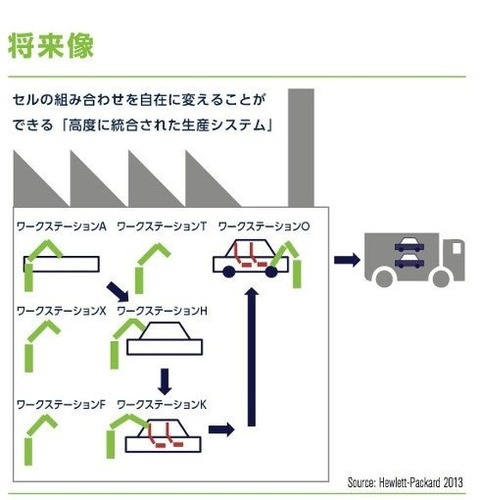 将来像
セルの組み合わせを自在に変えることが
できる「高度に統合された生産システム」
ワークステーションA
ワークステーションT
ワークステーションO
ワークステーションX
ワークステーションH
ワークステーションF
ワークステーションK
Source: Hewlett-Packard 2013